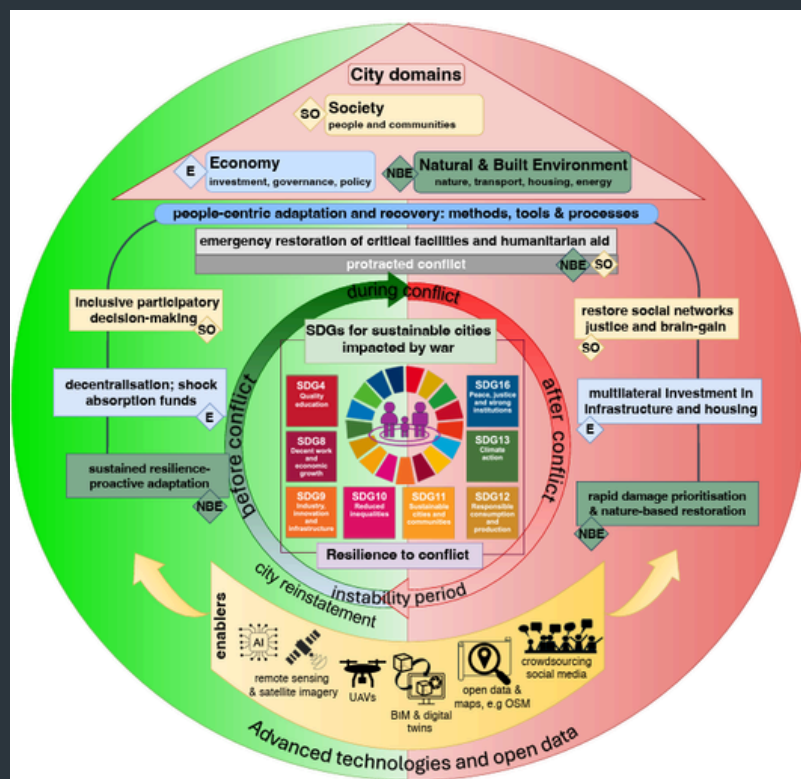 City domains
SO
Society
people and communities
E
Economy
investment, governance, policy
NBE
Natural & Built Environment
nature, transport, housing, energy
people-centric adaptation and recovery: methods, tools & processes
emergency restoration of critical facilities and humanitarian aid
protracted conflict
NBE
SO
inclusive participatory
decision-making
SO
decentralisation; shock
absorption funds
E
sustained resilience-
proactive adaptation
NBE
before conflict
during conflict
after conflict
SDGs for sustainable cities
impacted by war
SDG4
Quality
education
SDG8
Decent work
and
economic
growth
SDG9
Industry,
innovation
and
infrastructure
SDG10
Reduced
inequalities
SDG11
Sustainable
cities and
communities
SDG12
Responsible
consumption
and
production
SDG13
Climate
action
SDG16
Peace, justice
and strong
institutions
Resilience to conflict
instability period
city reinstatement
restore social networks
justice and brain-gain
SO
multilateral investment in
infrastructure and housing
E
rapid damage prioritisation
& nature-based restoration
NBE
enablers
AI
remote sensing
& satellite imagery
UAVs
BIM & digital
twins
open data &
maps, e.g OSM
crowdsourcing
social media
Advanced technologies and open data